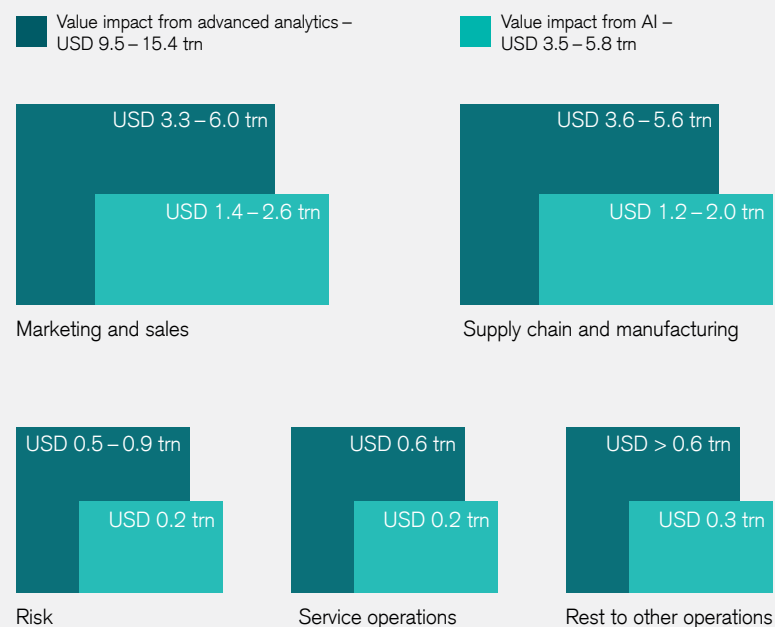 Value impact from advanced analytics –
USD 9.5 – 15.4 trn
Value impact from AI –
USD 3.5 – 5.8 trn
USD 3.3 – 6.0 trn
USD 1.4 – 2.6 trn
Marketing and sales
USD 3.6 – 5.6 trn
USD 1.2 – 2.0 trn
Supply chain and manufacturing
USD 0.5 – 0.9 trn
USD 0.2 trn
Risk
USD 0.6 trn
USD 0.2 trn
Service operations
USD > 0.6 trn
USD 0.3 trn
Rest to other operations